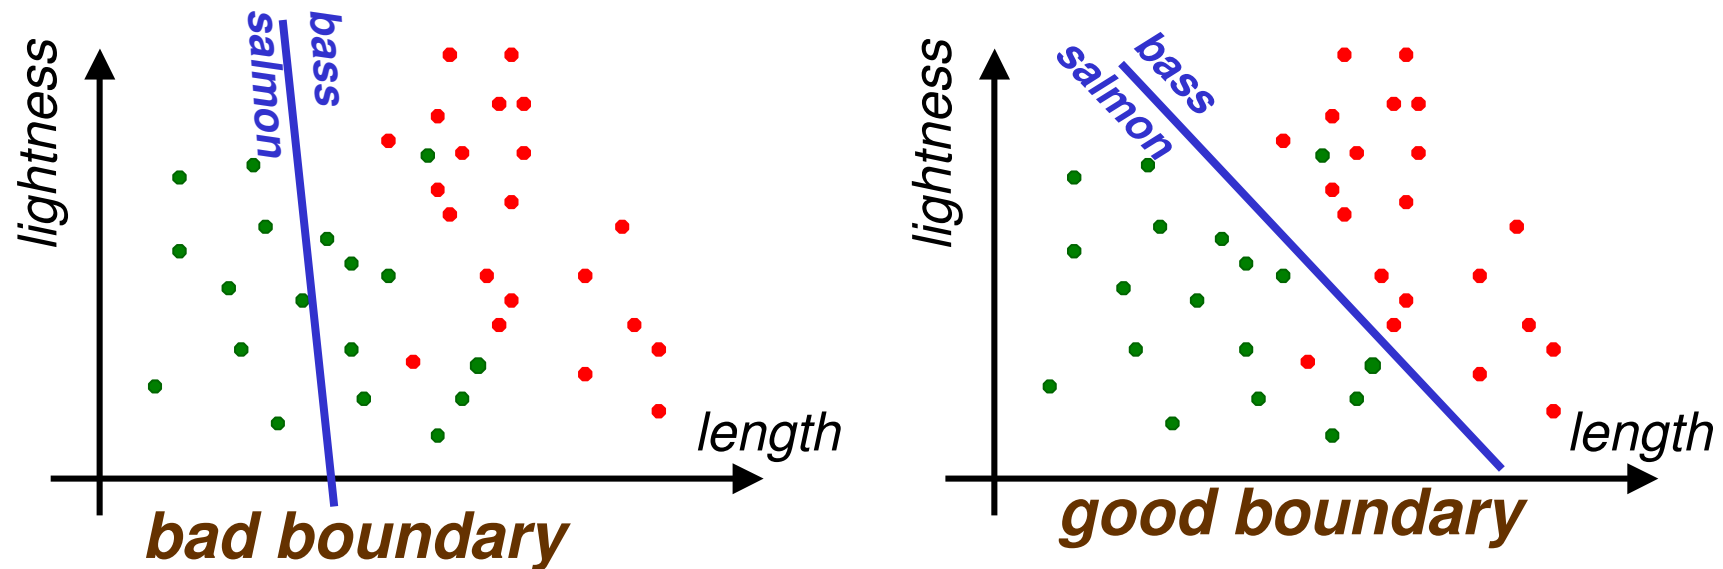 lightness
salmon
bass
length
bad boundary
lightness
salmon
bass
length
good boundary